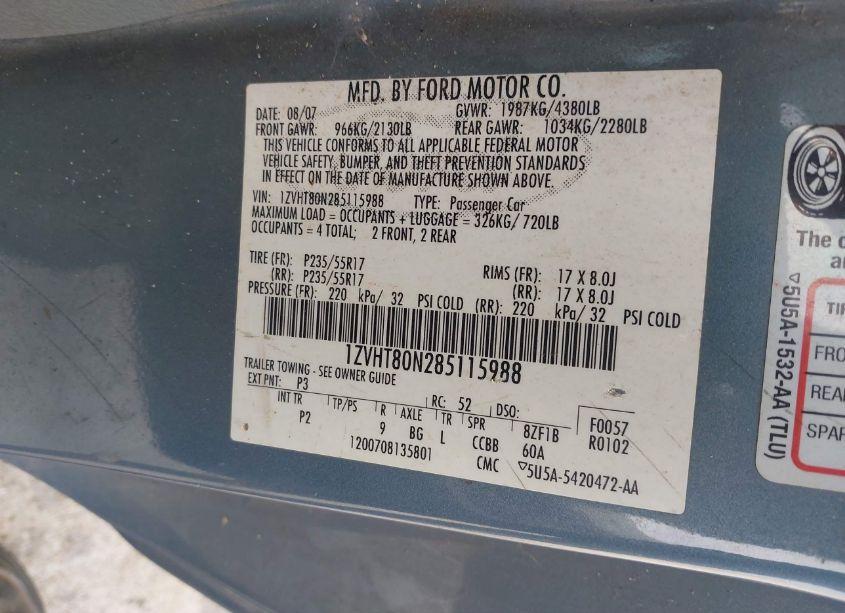 MFD. BY FORD MOTOR CO.
DATE: 08/07 GVWR: 1987KG/4380LB
FRONT GAWR: 966KG/2130LB REAR GAWR: 1034KG/2280LB
THIS VEHICLE CONFORMS TO ALL APPLICABLE FEDERAL MOTOR
VEHICLE SAFETY, BUMPER, AND THEFT PREVENTION STANDARDS
IN EFFECT ON THE DATE OF MANUFACTURE SHOWN ABOVE.
VIN: 1ZVHT80N285115988 TYPE: Passenger Car
MAXIMUM LOAD = OCCUPANTS + LUGGAGE = 326KG/ 720LB
OCCUPANTS = 4 TOTAL; 2 FRONT, 2 REAR
TIRE (FR): P235/55R17 RIMS (FR): 17 X 8.0J
(RR): P235/55R17 (RR): 17 X 8.0J
PRESSURE (FR): 220 kPa/ 32 PSI COLD (RR): 220 kPa/ 32 PSI COLD
1ZVHT80N285115988
TRAILER TOWING - SEE OWNER GUIDE
EXT PNT: P3 RC: 52 DSO:
INT TR TP/PS R AXLE TR SPR F0057
P2 9 BG L CCBB 8ZF1B R0102
1200708135801 60A
CMC ▽5U5A-5420472-AA
The
TIR
FRO
REA
SPAR
▽5U5A-1532-AA (TLU)